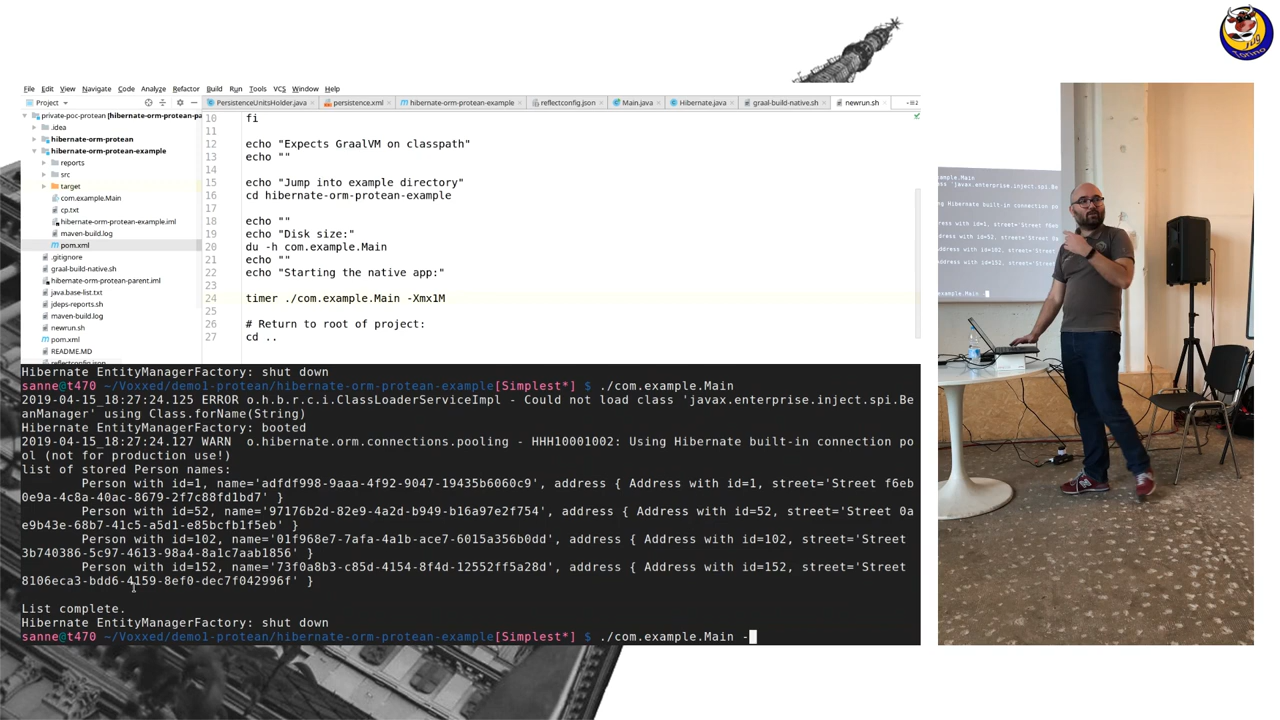 File Edit View Navigate Code Analyze Refactor Build Run Tools VCS Window Help
Project
PersistenceUnitsHolder.java
persistence.xml
hibernate-orm-protean-example
reflectconfig.json
Main.java
Hibernate.java
graal-build-native.sh
newrun.sh
private-poc-protean [hibernate-orm-protean-pa
.idea
hibernate-orm-protean
hibernate-orm-protean-example
reports
src
target
com.example.Main
cp.txt
hibernate-orm-protean-example.iml
maven-build.log
pom.xml
.gitignore
graal-build-native.sh
hibernate-orm-protean-parent.iml
java.base-list.txt
jdeps-reports.sh
maven-build.log
newrun.sh
pom.xml
README.MD
reflectconfig.json
10 fi
11
12 echo "Expects GraalVM on classpath"
13 echo ""
14
15 echo "Jump into example directory"
16 cd hibernate-orm-protean-example
17
18 echo ""
19 echo "Disk size:"
20 du -h com.example.Main
21 echo ""
22 echo "Starting the native app:"
23
24 timer ./com.example.Main -Xmx1M
25
26 # Return to root of project:
27 cd ..
Hibernate EntityManagerFactory: shut down
sanne@t470 ~/Voxxed/demo1-protean/hibernate-orm-protean-example[Simplest*] $ ./com.example.Main
2019-04-15_18:27:24.125 ERROR o.h.b.r.c.i.ClassLoaderServiceImpl - Could not load class 'javax.enterprise.inject.spi.Be
anManager' using Class.forName(String)
Hibernate EntityManagerFactory: booted
2019-04-15_18:27:24.127 WARN  o.hibernate.orm.connections.pooling - HHH10001002: Using Hibernate built-in connection po
ol (not for production use!)
list of stored Person names:
Person with id=1, name='adfdf998-9aaa-4f92-9047-19435b6060c9', address { Address with id=1, street='Street f6eb
0e9a-4c8a-40ac-8679-2f7c88fd1bd7' }
Person with id=52, name='97176b2d-82e9-4a2d-b949-b16a97e2f754', address { Address with id=52, street='Street 0a
e9b43e-68b7-41c5-a5d1-e85bcfb1f5eb' }
Person with id=102, name='01f968e7-7afa-4a1b-ace7-6015a356b0dd', address { Address with id=102, street='Street
3b740386-5c97-4613-98a4-8a1c7aab1856' }
Person with id=152, name='73f0a8b3-c85d-4154-8f4d-12552ff5a28d', address { Address with id=152, street='Street
8106eca3-bdd6-4159-8ef0-dec7f042996f' }
List complete.
Hibernate EntityManagerFactory: shut down
sanne@t470 ~/Voxxed/demo1-protean/hibernate-orm-protean-example[Simplest*] $ ./com.example.Main -
Jug
Torino